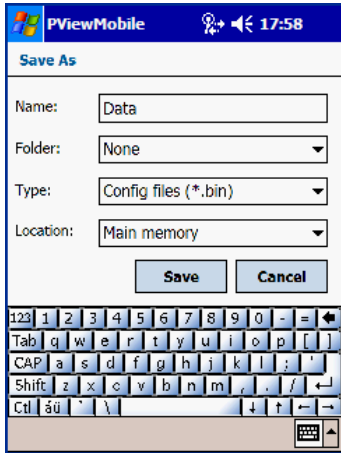 PViewMobile 17:58
Save As
Name: Data
Folder: None
Type: Config files (*.bin)
Location: Main memory
Save Cancel
123 1 2 3 4 5 6 7 8 9 0 - =
Tab q w e r t y u i o p [ ]
CAP a s d f g h j k l ; '
Shift z x c v b n m , . /
Ctl áü ` \